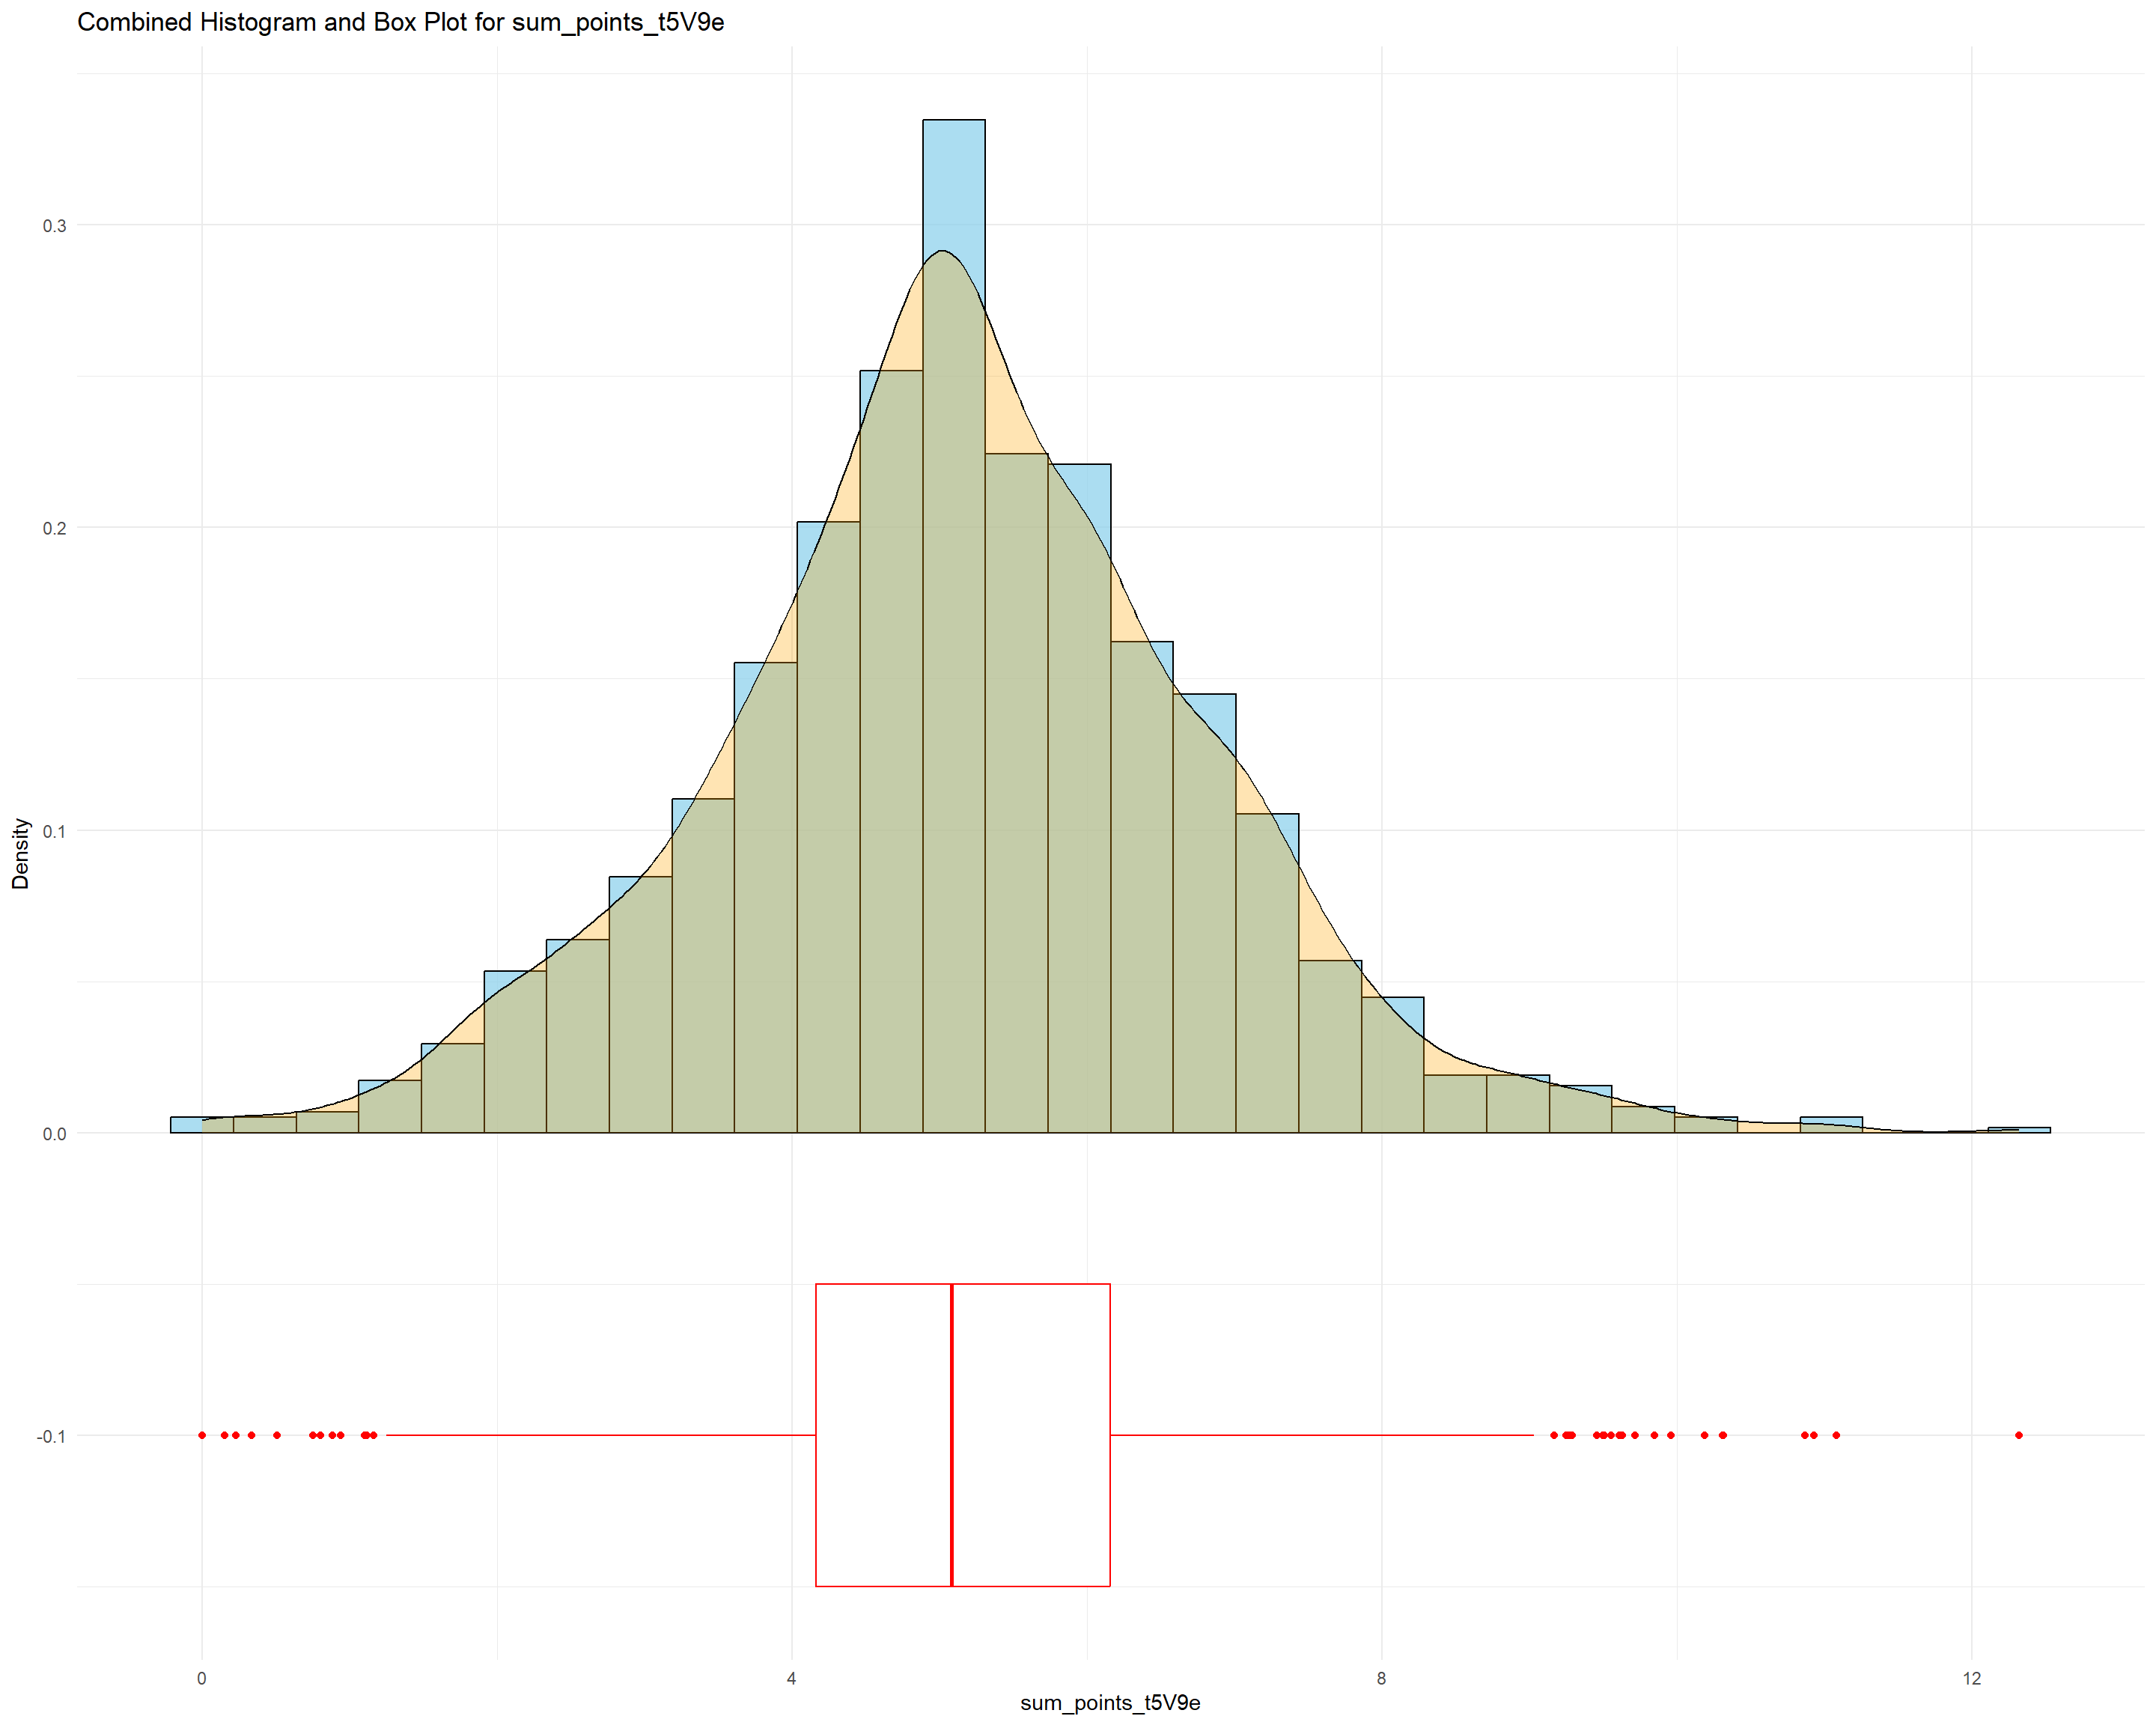 Combined Histogram and Box Plot for sum_points_t5V9e
Density
0.3
0.2
0.1
0.0
-0.1
0 4 8 12
sum_points_t5V9e